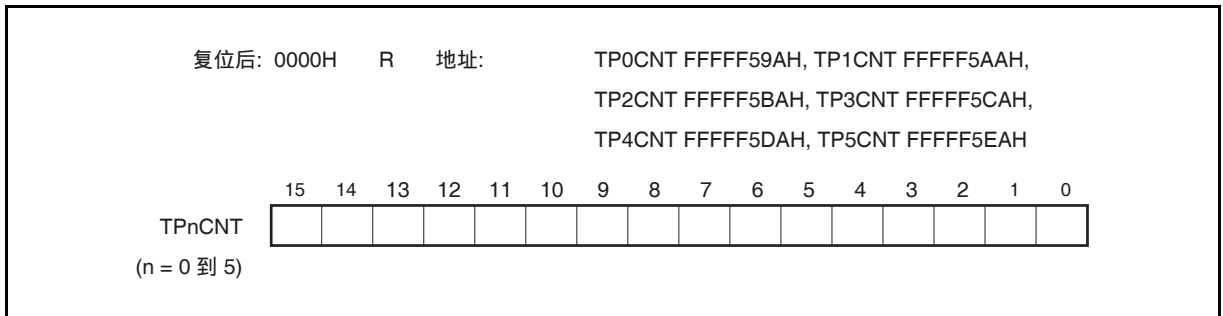 复位后: 0000H R 地址: TP0CNT FFFFF59AH, TP1CNT FFFFF5AAH,
TP2CNT FFFFF5BAH, TP3CNT FFFFF5CAH,
TP4CNT FFFFF5DAH, TP5CNT FFFFF5EAH
15 14 13 12 11 10 9 8 7 6 5 4 3 2 1 0
TPnCNT
(n = 0 到 5)